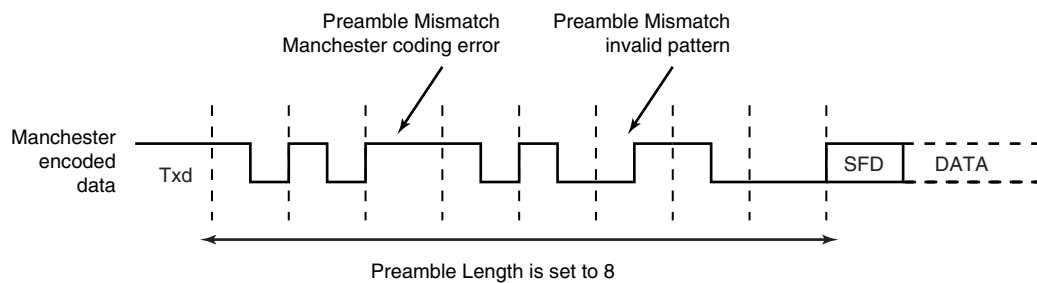 Preamble Mismatch
Manchester coding error
Preamble Mismatch
invalid pattern
Manchester
encoded
data
Txd
SFD
DATA
Preamble Length is set to 8